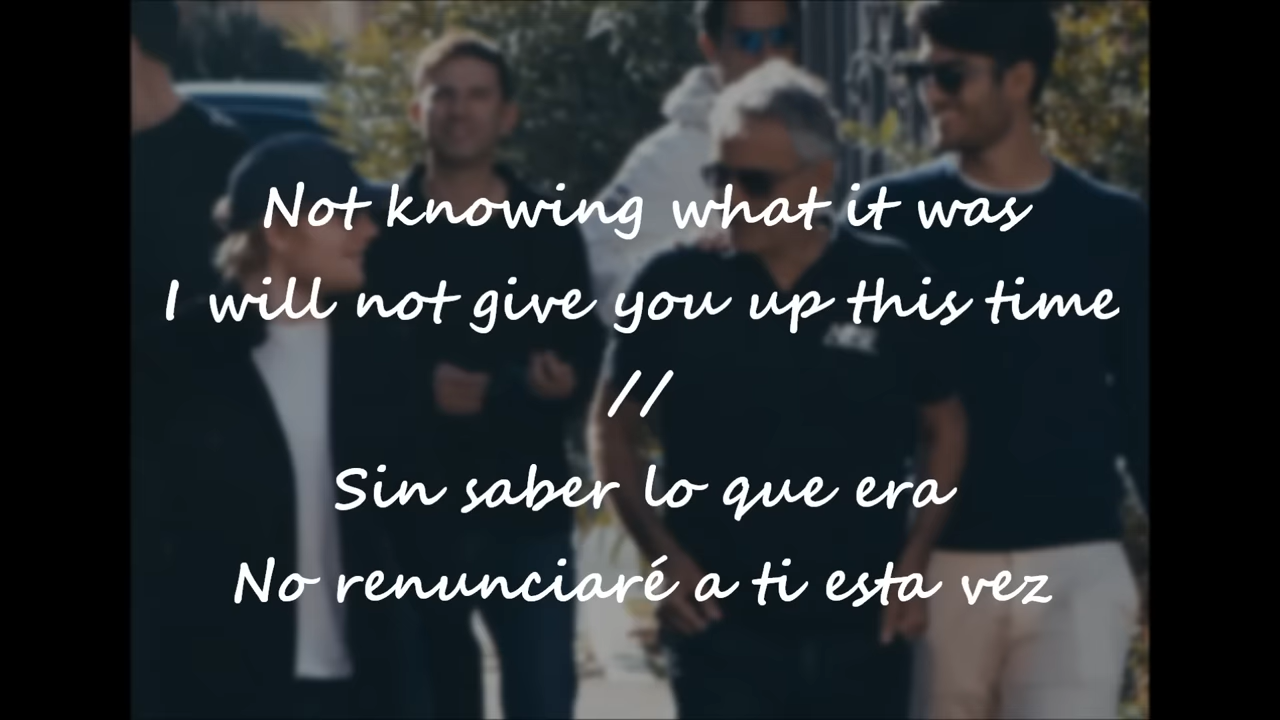 Not knowing what it was
I will not give you up this time
//
Sin saber lo que era
No renunciaré a ti esta vez